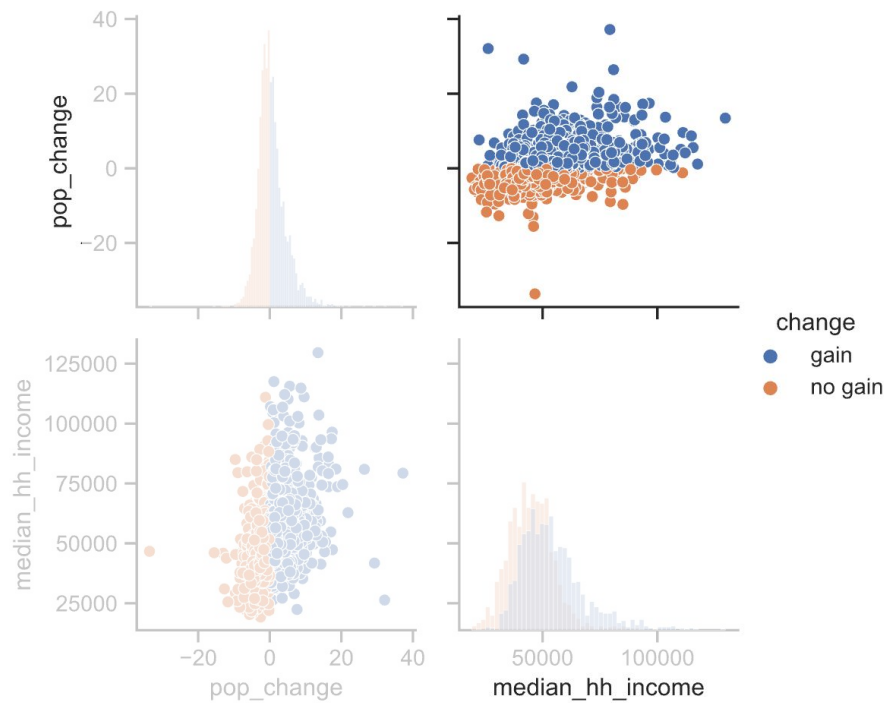 40
20
0
−20
pop_change
change
gain
no gain
125000
100000
75000
50000
25000
median_hh_income
−20 0 20 40
pop_change
50000 100000
median_hh_income